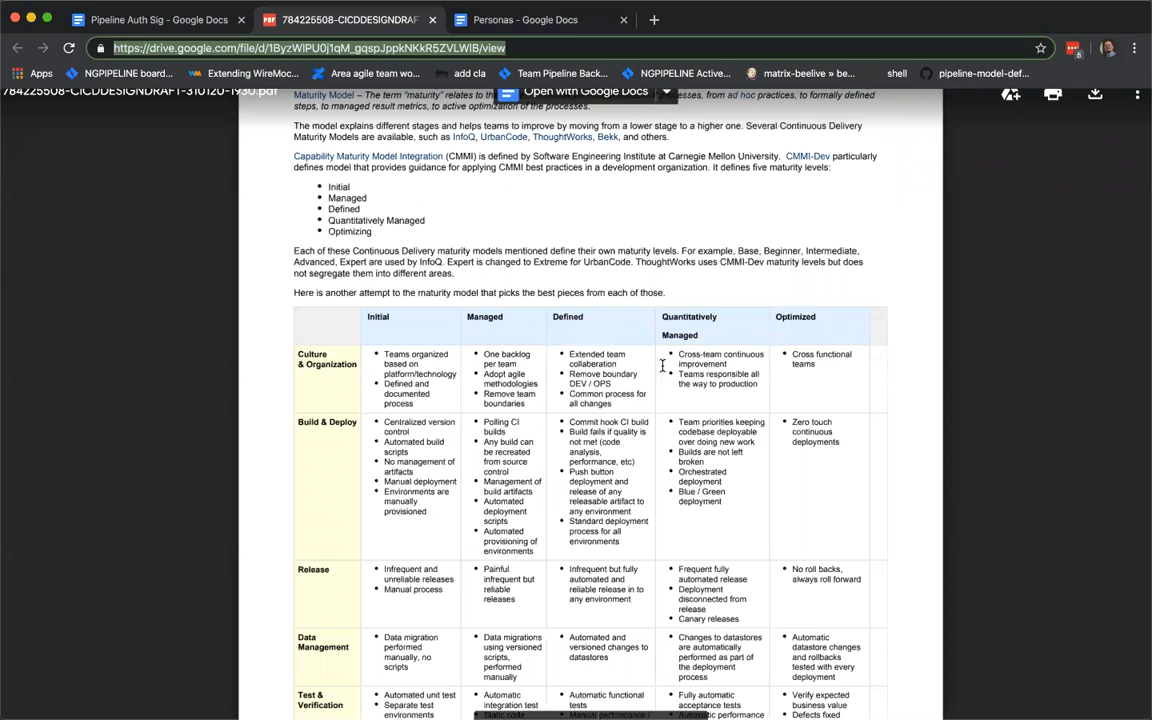 Pipeline Auth Sig - Google Docs
784225508-CICDDESIGNDRAF
Personas - Google Docs
https://drive.google.com/file/d/1ByzWlPU0j1qM_gqspJppkNKkR5ZVLWlB/view
Apps
NGPIPELINE board...
Extending WireMoc...
Area agile team wo...
add cla
Team Pipeline Back...
NGPIPELINE Active...
matrix-beelive » be...
shell
pipeline-model-def...
784225508-CICDDESIGNDRAFT-310120-1930.pdf
Open with Google Docs
Maturity Model – The term “maturity” relates to the processes, from ad hoc practices, to formally defined
steps, to managed result metrics, to active optimization of the processes.
The model explains different stages and helps teams to improve by moving from a lower stage to a higher one. Several Continuous Delivery
Maturity Models are available, such as InfoQ, UrbanCode, ThoughtWorks, Bekk, and others.
Capability Maturity Model Integration (CMMI) is defined by Software Engineering Institute at Carnegie Mellon University. CMMI-Dev particularly
defines model that provides guidance for applying CMMI best practices in a development organization. It defines five maturity levels:
Initial
Managed
Defined
Quantitatively Managed
Optimizing
Each of these Continuous Delivery maturity models mentioned define their own maturity levels. For example, Base, Beginner, Intermediate,
Advanced, Expert are used by InfoQ. Expert is changed to Extreme for UrbanCode. ThoughtWorks uses CMMI-Dev maturity levels but does
not segregate them into different areas.
Here is another attempt to the maturity model that picks the best pieces from each of those.
Initial
Managed
Defined
Quantitatively
Managed
Optimized
Culture
& Organization
Teams organized
based on
platform/technology
Defined and
documented
process
One backlog
per team
Adopt agile
methodologies
Remove team
boundaries
Extended team
collaberation
Remove boundary
DEV / OPS
Common process for
all changes
Cross-team continuous
improvement
Teams responsible all
the way to production
Cross functional
teams
Build & Deploy
Centralized version
control
Automated build
scripts
No management of
artifacts
Manual deployment
Environments are
manually
provisioned
Polling CI
builds
Any build can
be recreated
from source
control
Management of
build artifacts
Automated
deployment
scripts
Automated
provisioning of
environments
Commit hook CI build
Build fails if quality is
not met (code
analysis,
performance, etc)
Push button
deployment and
release of any
releasable artifact to
any environment
Standard deployment
process for all
environments
Team priorities keeping
codebase deployable
over doing new work
Builds are not left
broken
Orchestrated
deployment
Blue / Green
deployment
Zero touch
continuous
deployments
Release
Infrequent and
unreliable releases
Manual process
Painful
infrequent but
reliable
releases
Infrequent but fully
automated and
reliable release in to
any environment
Frequent fully
automated release
Deployment
disconnected from
release
Canary releases
No roll backs,
always roll forward
Data
Management
Data migration
performed
manually, no
scripts
Data migrations
using versioned
scripts,
performed
manually
Automated and
versioned changes to
datastores
Changes to datastores
are automatically
performed as part of
the deployment
process
Automatic
datastore changes
and rollbacks
tested with every
deployment
Test &
Verification
Automated unit test
Separate test
environments
Automatic
integration test
Static code
Automatic functional
tests
Manual performance /
Fully automatic
acceptance tests
Automatic performance
Verify expected
business value
Defects fixed